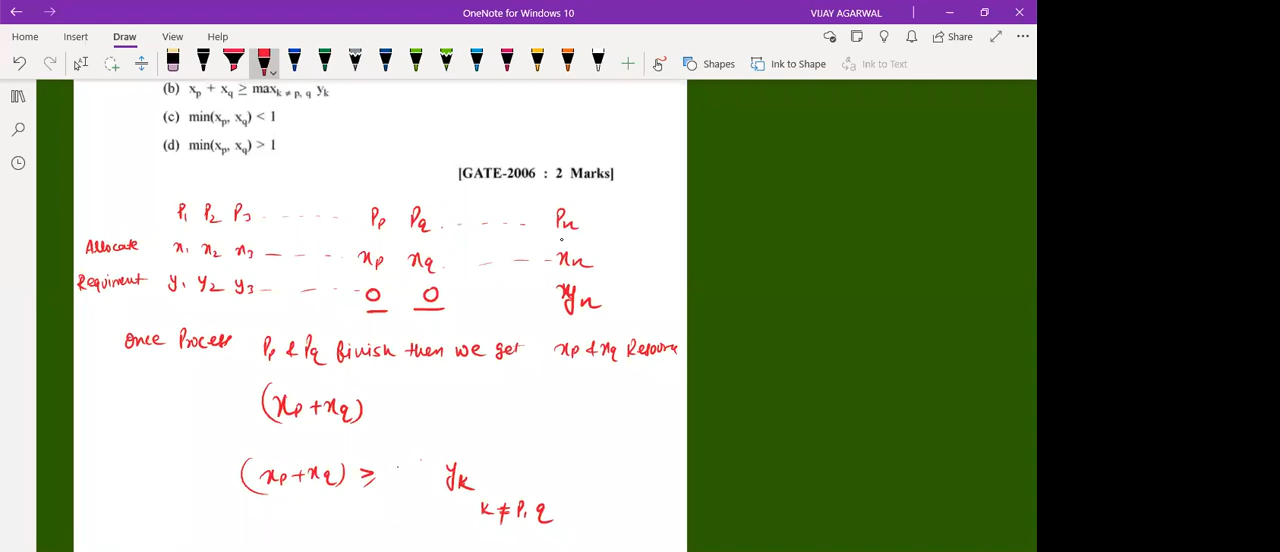 OneNote for Windows 10
VIJAY AGARWAL
Home Insert Draw View Help
Share
Shapes Ink to Shape Ink to Text
(b) xp + xq ≥ maxk ≠ p, q yk
(c) min(xp, xq) < 1
(d) min(xp, xq) > 1
[GATE-2006 : 2 Marks]
P1 P2 P3 ------ Pp Pq ------ Pn
Allocate x1 x2 x3 ------ xp xq ------ xn
Requiment y1 y2 y3 ------ 0 0 yn
Once Process Pp & Pq finish then we get xp & xq Resourc
(xp+xq)
(xp+xq) ≥ yk
k ≠ p, q